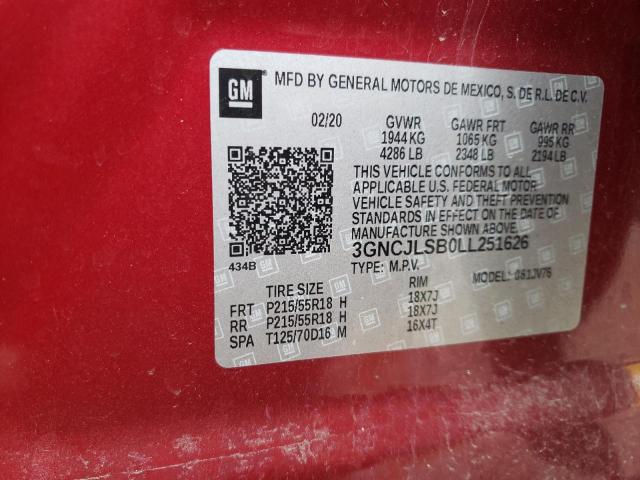 GM
MFD BY GENERAL MOTORS DE MEXICO, S. DE R.L. DE C.V.
02/20 GVWR GAWR FRT GAWR RR
1944 KG 1065 KG 995 KG
4286 LB 2348 LB 2194 LB
THIS VEHICLE CONFORMS TO ALL
APPLICABLE U.S. FEDERAL MOTOR
VEHICLE SAFETY AND THEFT PREVENTION
STANDARDS IN EFFECT ON THE DATE OF
MANUFACTURE SHOWN ABOVE.
3GNCJLSB0LL251626
434B
TYPE: M.P.V. MODEL: 0S1JV76
TIRE SIZE RIM
FRT P215/55R18 H 18X7J
RR P215/55R18 H 18X7J
SPA T125/70D16 M 16X4T